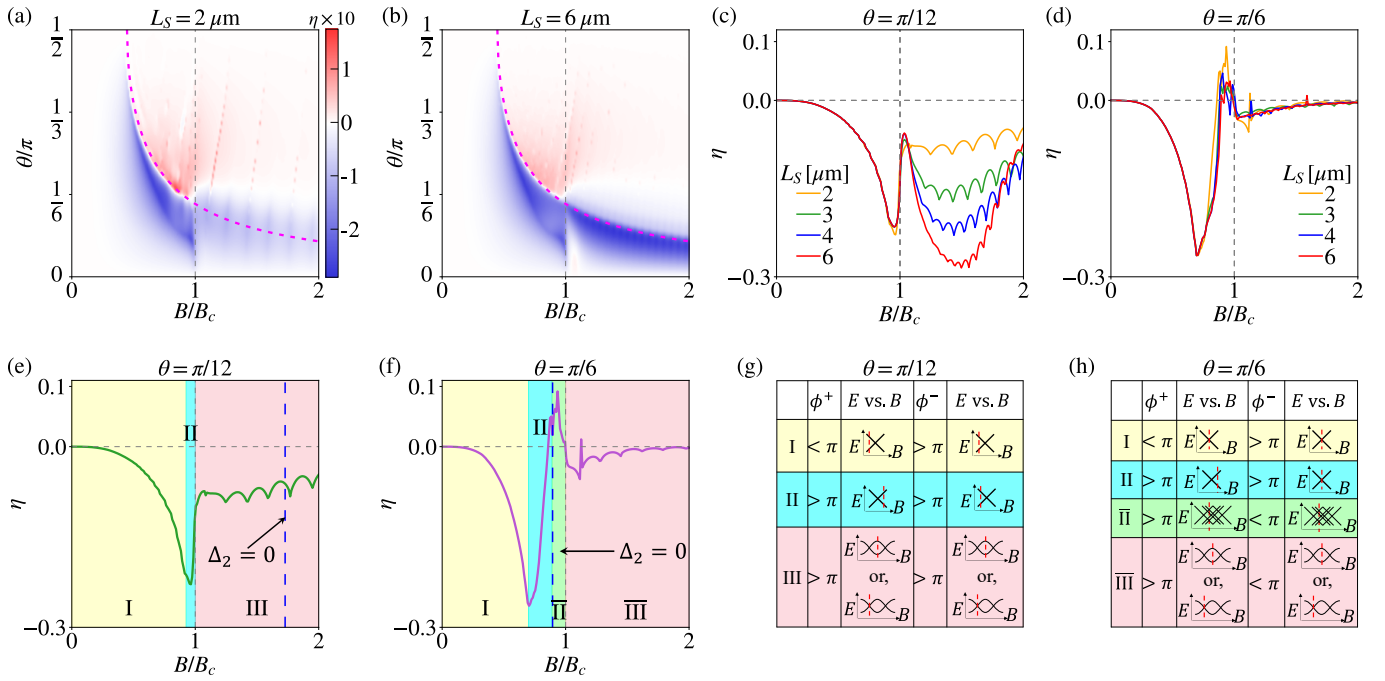 (a)
L_S = 2 μm
η×10
1/2
1/3
1/6
0
θ/π
1
0
−1
−2
0
1
2
B/B_c
(b)
L_S = 6 μm
1/2
1/3
1/6
0
θ/π
0
1
2
B/B_c
(c)
θ = π/12
0.1
0.0
−0.3
η
L_S [μm]
2
3
4
6
0
1
2
B/B_c
(d)
θ = π/6
0.1
0.0
−0.3
η
L_S [μm]
2
3
4
6
0
1
2
B/B_c
(e)
θ = π/12
0.1
0.0
−0.3
η
II
Δ₂ = 0
I
III
0
1
2
B/B_c
(f)
θ = π/6
0.1
0.0
−0.3
η
II
Δ₂ = 0
I
I̅I̅
I̅I̅I̅
0
1
2
B/B_c
(g)
θ = π/12
ϕ⁺ E vs. B ϕ⁻ E vs. B
I < π E B > π E B
II > π E B > π E B
III > π E B or, E > π or, B
(h)
θ = π/6
ϕ⁺ E vs. B ϕ⁻ E vs. B
I < π E B > π E B
II > π E B > π E B
I̅I̅ > π E B < π E B
I̅I̅I̅ > π E B or, E < π or, B